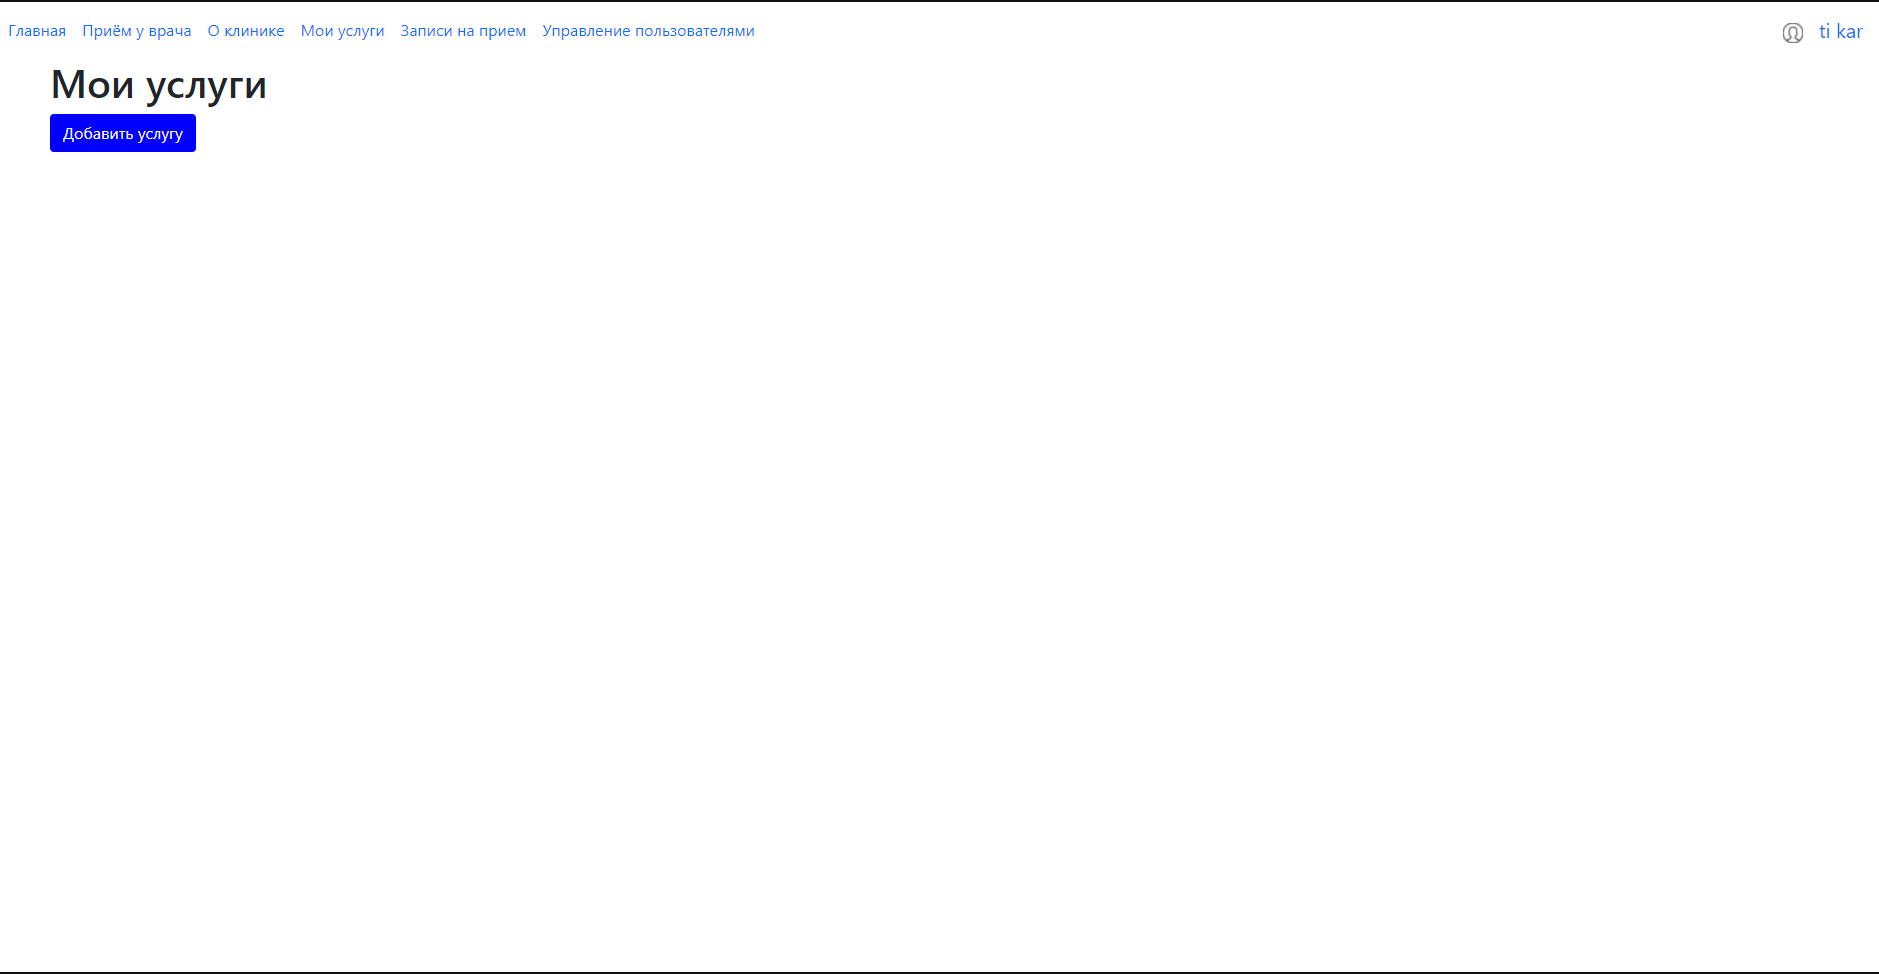 Главная Приём у врача О клинике Мои услуги Записи на прием Управление пользователями ti kar
Мои услуги
Добавить услугу